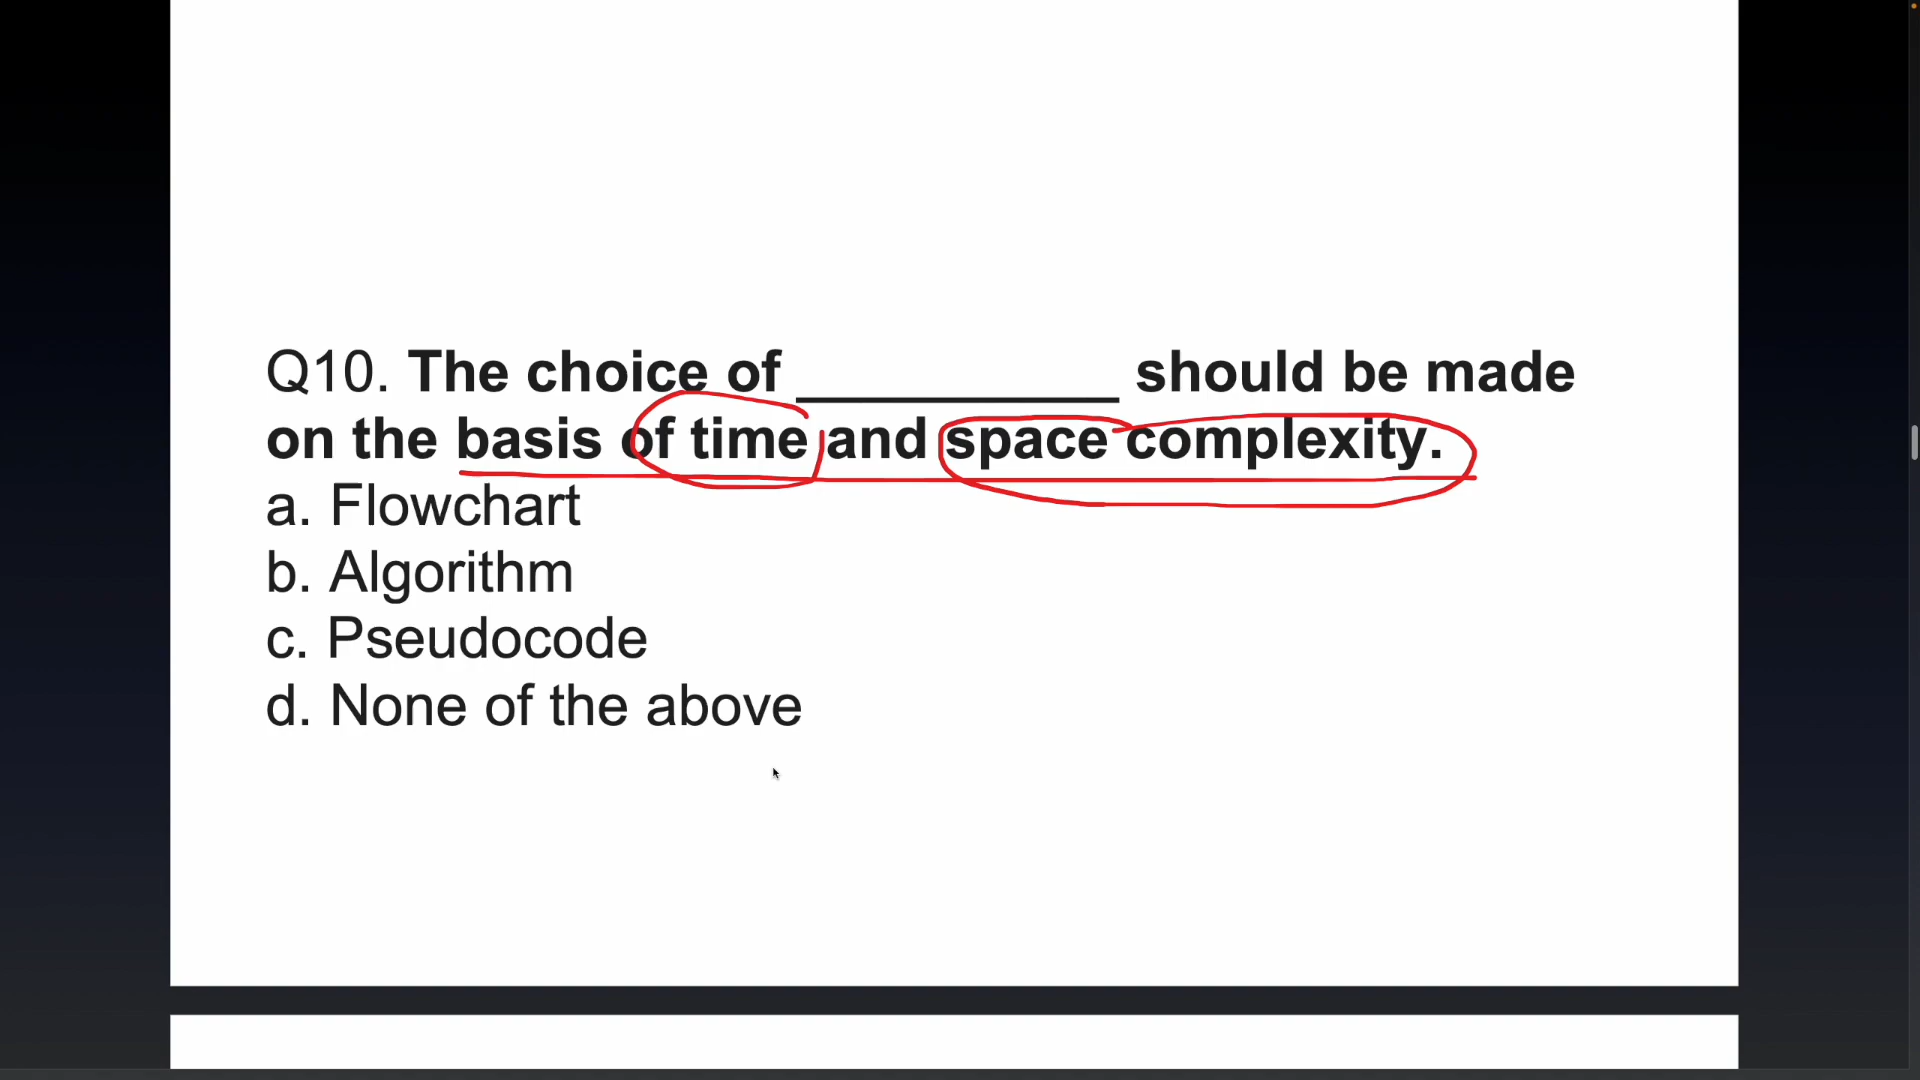 Q10. The choice of ___________ should be made
on the basis of time and space complexity.
a. Flowchart
b. Algorithm
c. Pseudocode
d. None of the above